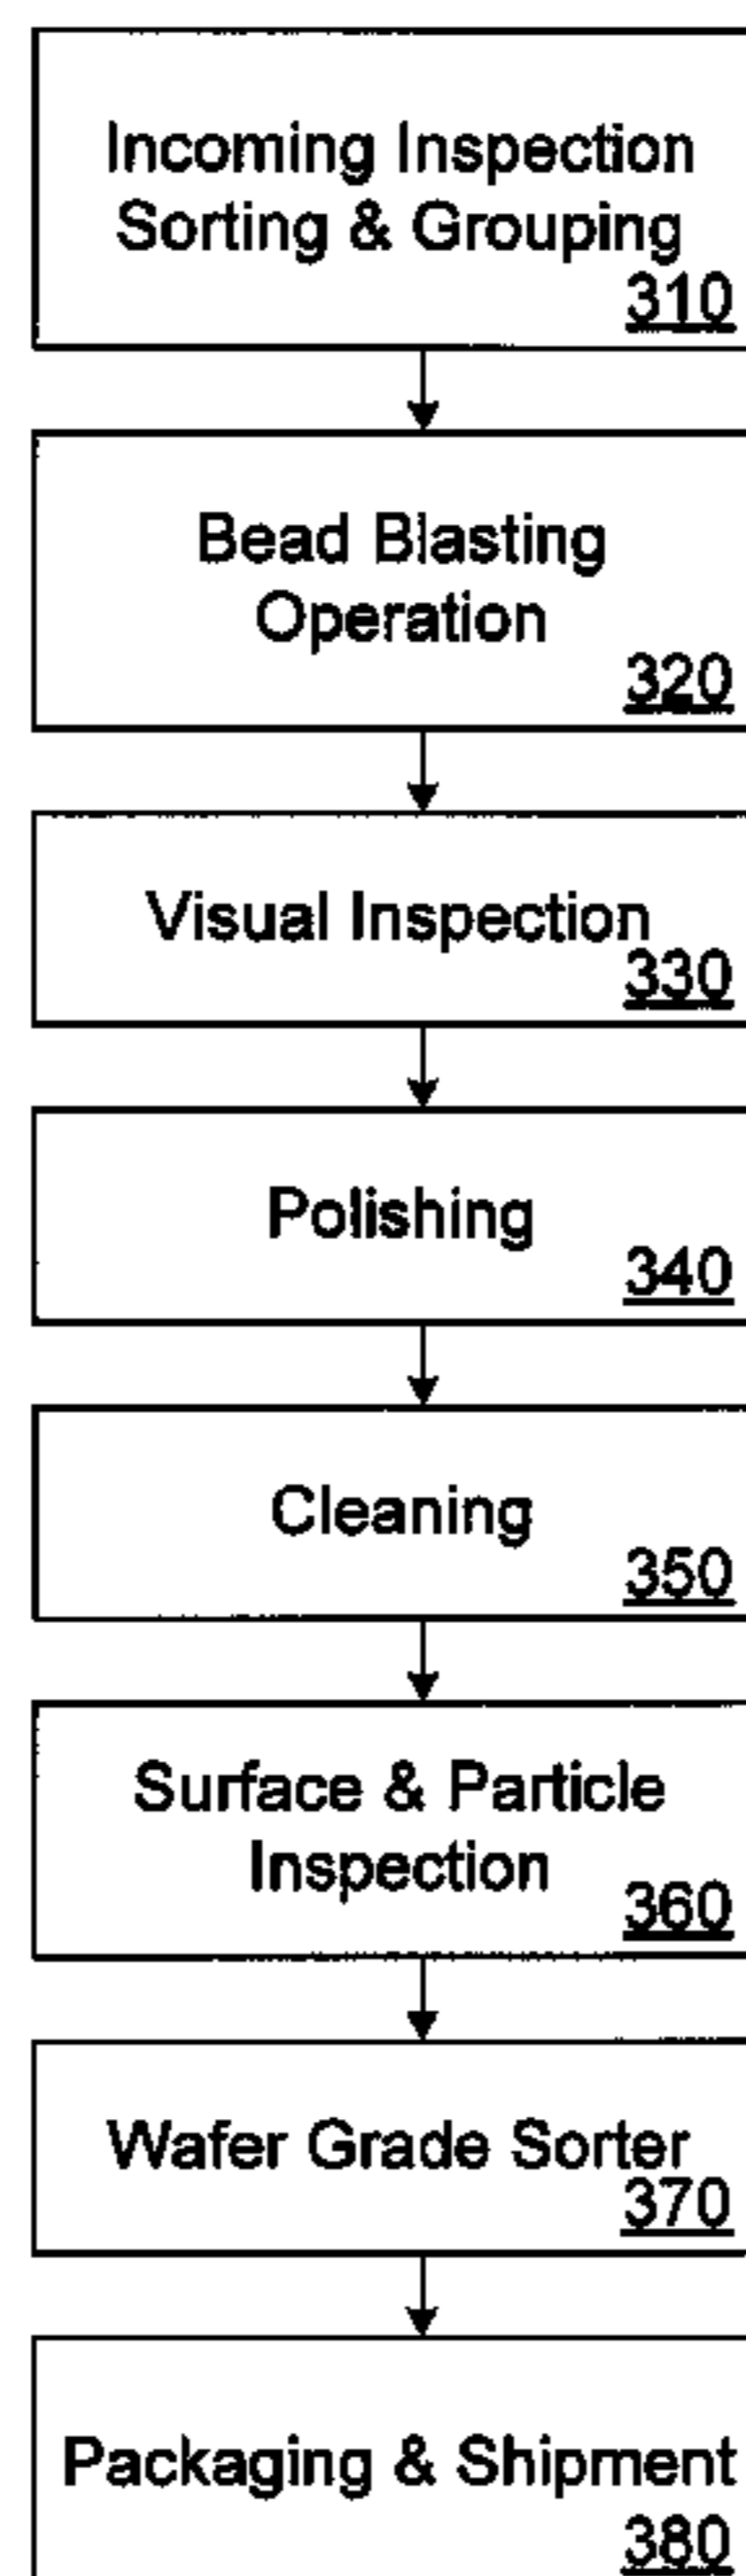 Incoming Inspection
Sorting & Grouping
310
Bead Blasting
Operation
320
Visual Inspection
330
Polishing
340
Cleaning
350
Surface & Particle
Inspection
360
Wafer Grade Sorter
370
Packaging & Shipment
380